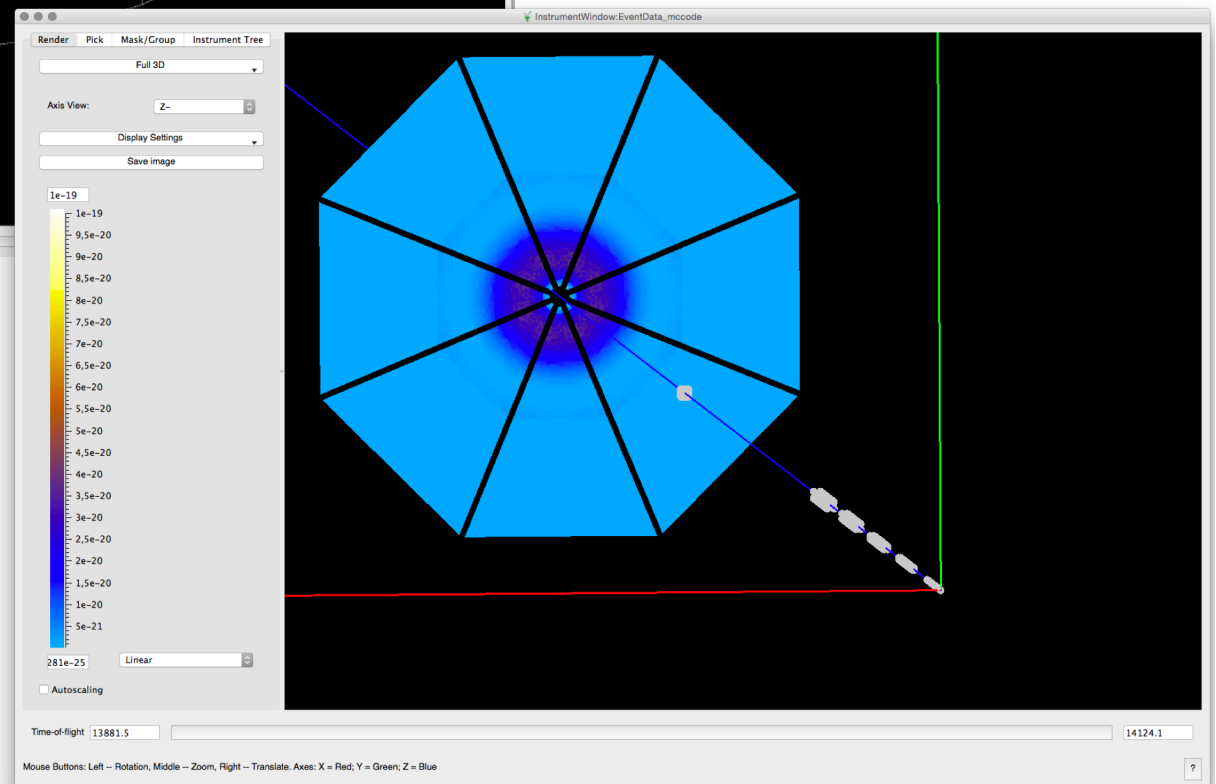 InstrumentWindow:EventData_mccode
Render Pick Mask/Group Instrument Tree
Full 3D
Axis View: Z-
Display Settings
Save image
1e-19
1e-19
9,5e-20
9e-20
8,5e-20
8e-20
7,5e-20
7e-20
6,5e-20
6e-20
5,5e-20
5e-20
4,5e-20
4e-20
3,5e-20
3e-20
2,5e-20
2e-20
1,5e-20
1e-20
5e-21
281e-25 Linear
Autoscaling
Time-of-flight 13881.5 14124.1
Mouse Buttons: Left -- Rotation, Middle -- Zoom, Right -- Translate. Axes: X = Red; Y = Green; Z = Blue ?